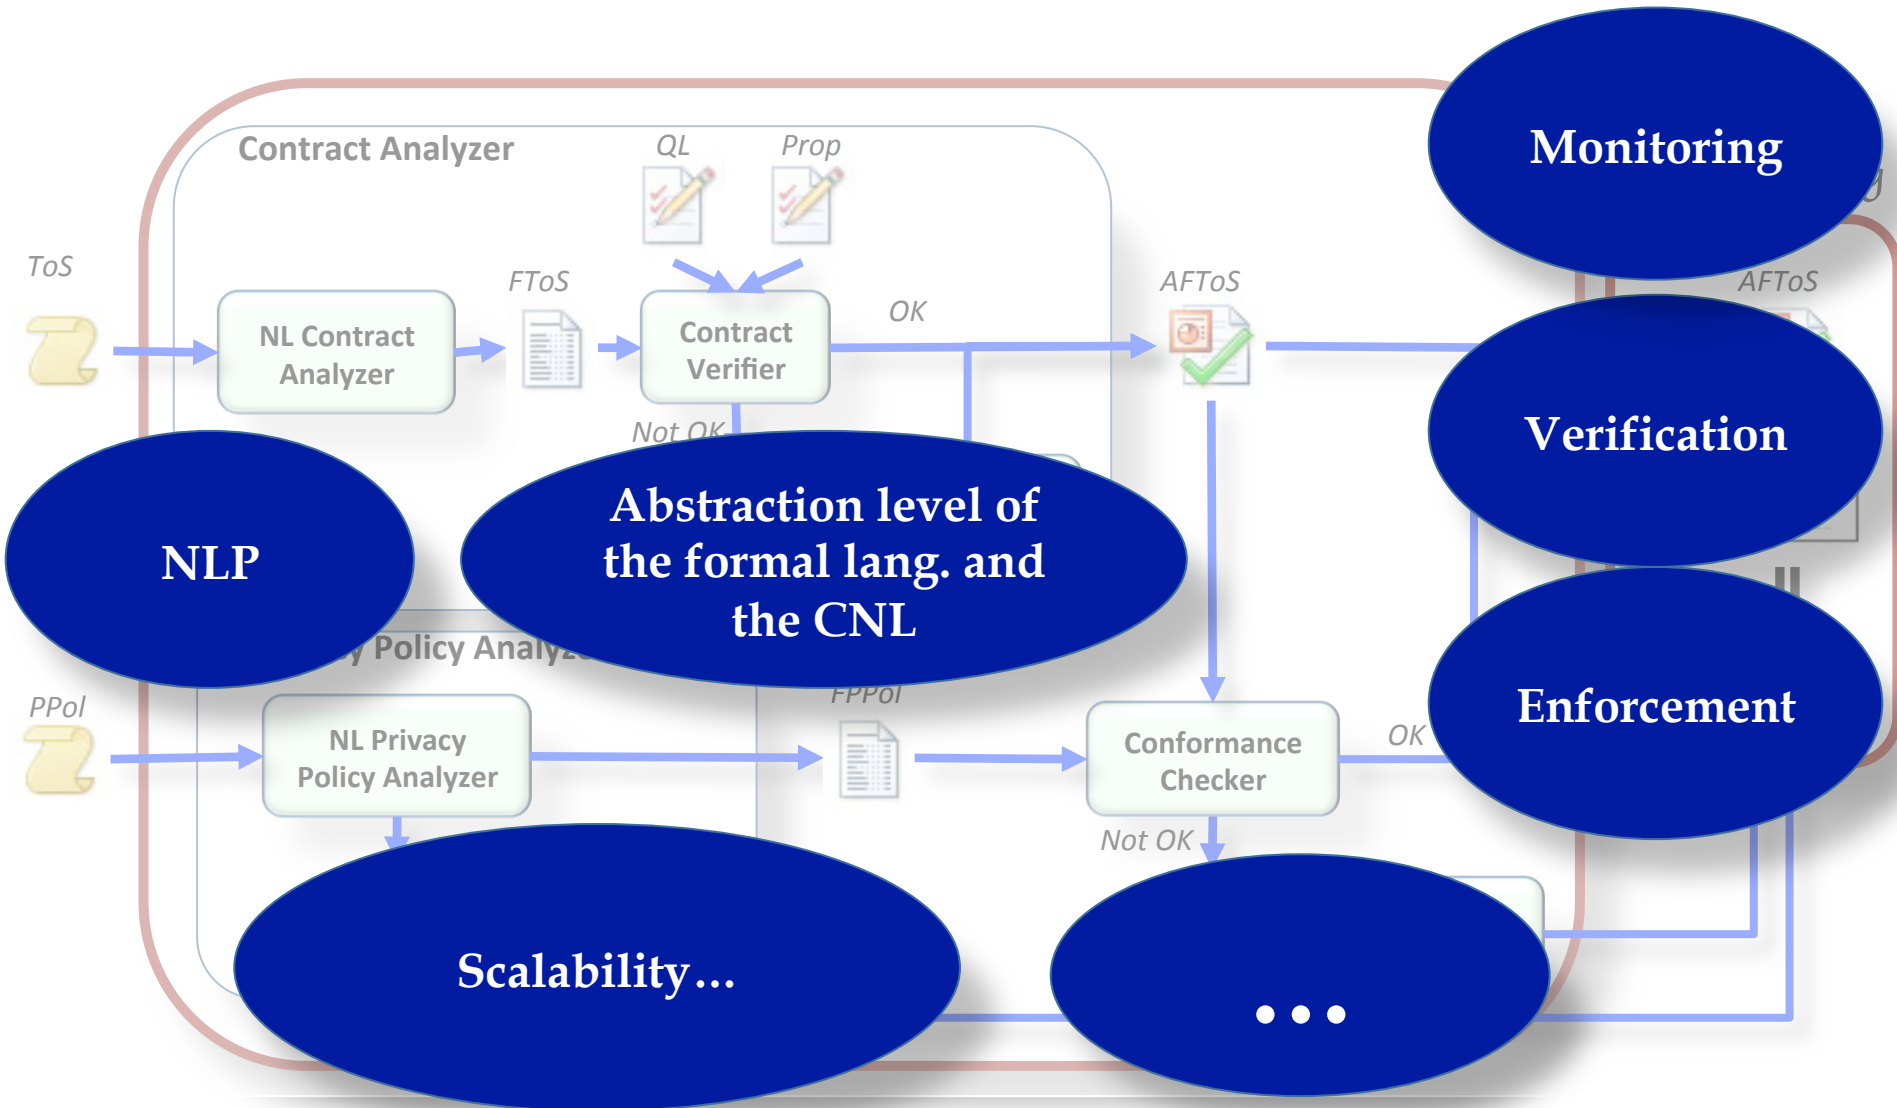 Monitoring
Contract Analyzer
QL
Prop
ToS
FToS
OK
AFToS
AFToS
NL Contract
Analyzer
Contract
Verifier
Verification
Not OK
Abstraction level of
the formal lang. and
the CNL
NLP
Policy
PPol
FPPol
Enforcement
NL Privacy
Policy Analyzer
Conformance
Checker
OK
Not OK
Scalability...
...